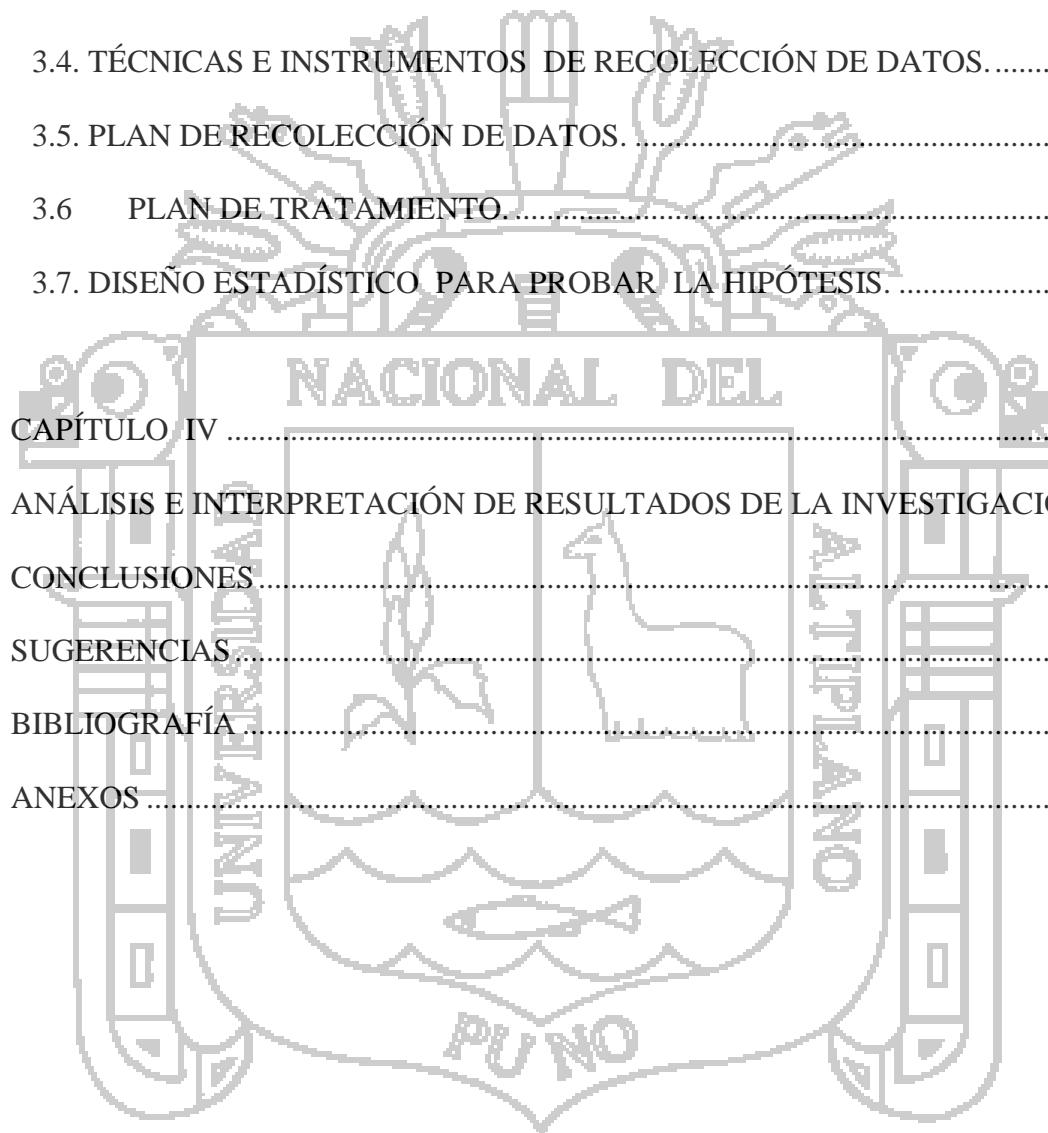 3.4. TÉCNICAS E INSTRUMENTOS DE RECOLECCIÓN DE DATOS. .......
3.5. PLAN DE RECOLECCIÓN DE DATOS. .....................................................
3.6 PLAN DE TRATAMIENTO. .....................................................................
3.7. DISEÑO ESTADÍSTICO PARA PROBAR LA HIPÓTESIS. ...................
NACIONAL DEL
CAPÍTULO IV .........................................................................................................
ANÁLISIS E INTERPRETACIÓN DE RESULTADOS DE LA INVESTIGACI
CONCLUSIONES .....................................................................................................
SUGERENCIAS ........................................................................................................
BIBLIOGRAFÍA .......................................................................................................
ANEXOS ...................................................................................................................
UNIVERSIDAD
ALTIPLANO
PUNO